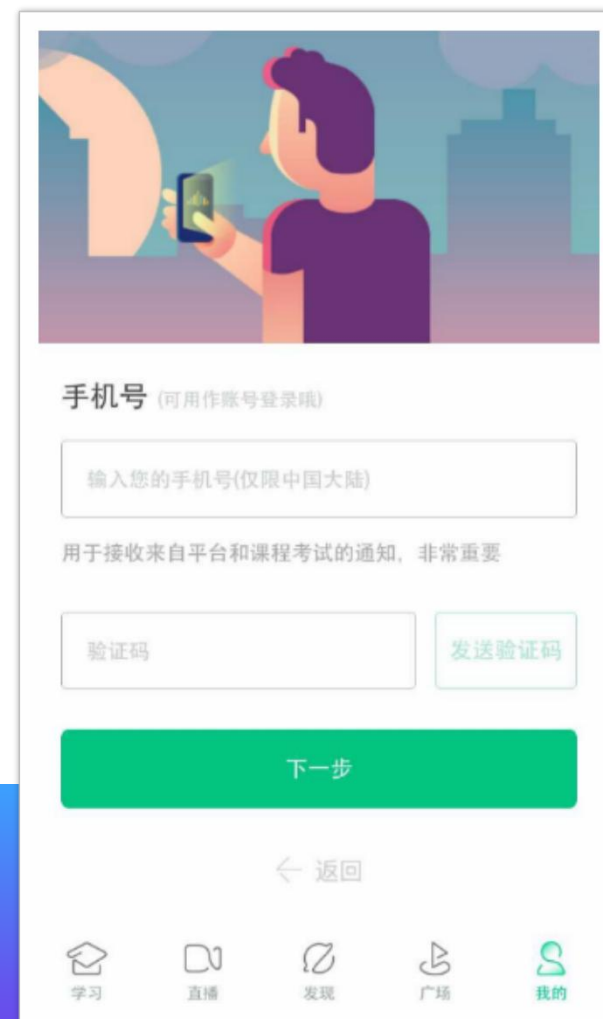 手机号 (可用作账号登录哦)
输入您的手机号(仅限中国大陆)
用于接收来自平台和课程考试的通知，非常重要
验证码 发送验证码
下一步
← 返回
学习 直播 发现 广场 我的